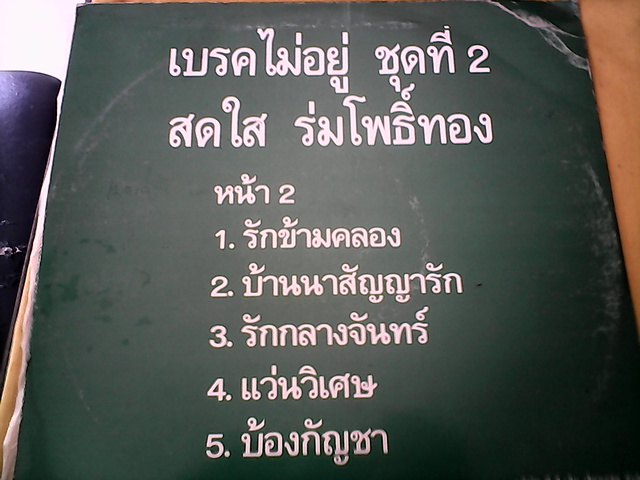 เบรคไม่อยู่ ชุดที่ 2
สดใส ร่มโพธิ์ทอง
หน้า 2
1. รักข้ามคลอง
2. บ้านนาสัญญารัก
3. รักกลางจันทร์
4. แว่นวิเศษ
5. บ้องกัญชา